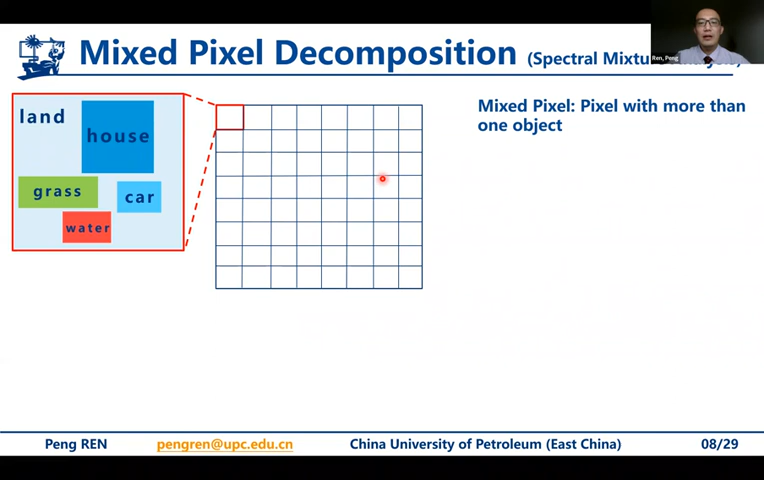 Mixed Pixel Decomposition (Spectral Mixtu
Ren, Peng
land
house
grass
car
water
Mixed Pixel: Pixel with more than
one object
Peng REN
pengren@upc.edu.cn
China University of Petroleum (East China)
08/29